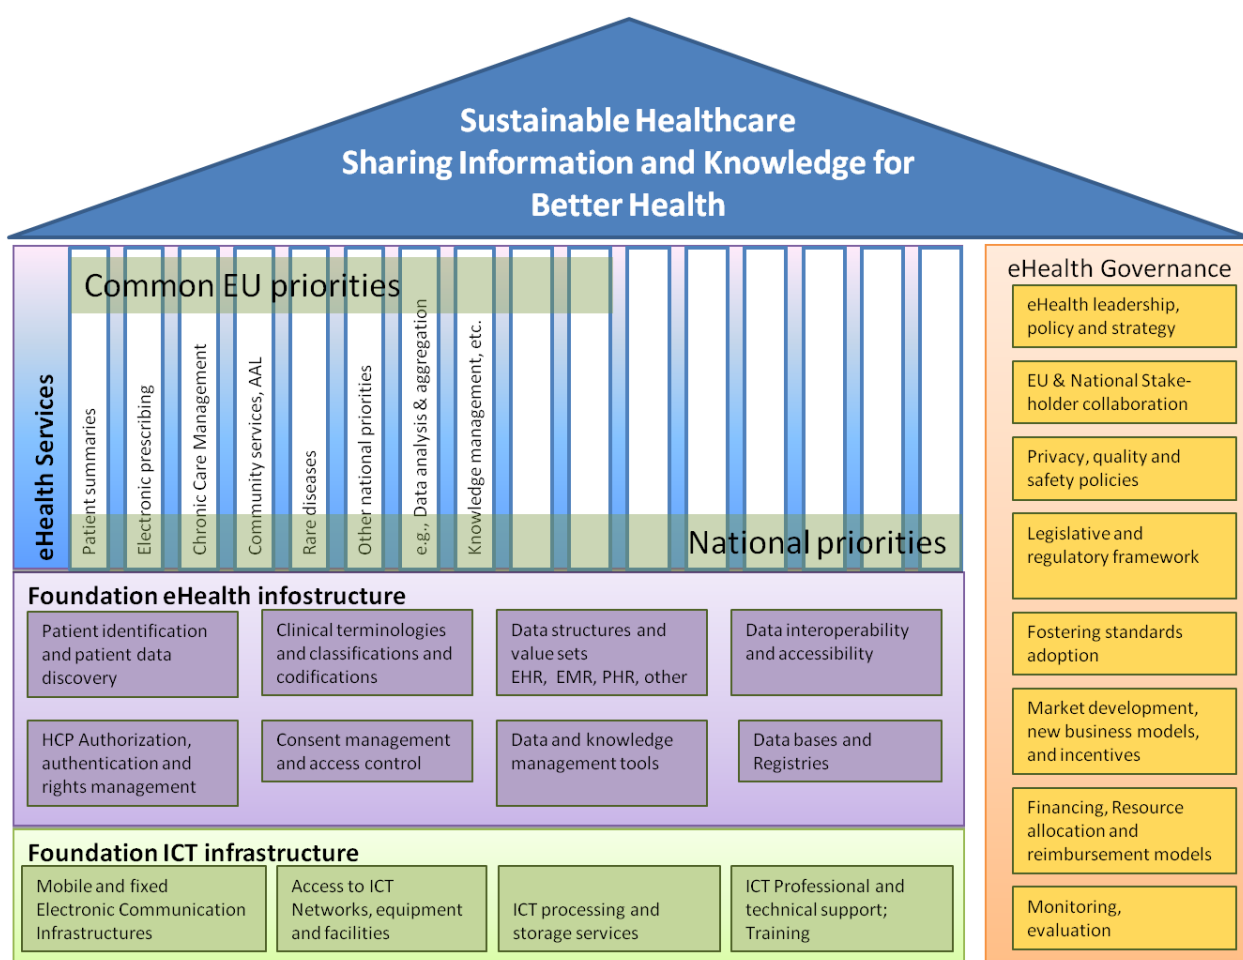 Sustainable Healthcare
Sharing Information and Knowledge for
Better Health
eHealth Services
Common EU priorities
Patient summaries
Electronic prescribing
Chronic Care Management
Community services, AAL
Rare diseases
Other national priorities
e.g., Data analysis & aggregation
Knowledge management, etc.
National priorities
Foundation eHealth infostructure
Patient identification
and patient data
discovery
Clinical terminologies
and classifications and
codifications
Data structures and
value sets
EHR, EMR, PHR, other
Data interoperability
and accessibility
HCP Authorization,
authentication and
rights management
Consent management
and access control
Data and knowledge
management tools
Data bases and
Registries
Foundation ICT infrastructure
Mobile and fixed
Electronic Communication
Infrastructures
Access to ICT
Networks, equipment
and facilities
ICT processing and
storage services
ICT Professional and
technical support;
Training
eHealth Governance
eHealth leadership,
policy and strategy
EU & National Stake-
holder collaboration
Privacy, quality and
safety policies
Legislative and
regulatory framework
Fostering standards
adoption
Market development,
new business models,
and incentives
Financing, Resource
allocation and
reimbursement models
Monitoring,
evaluation